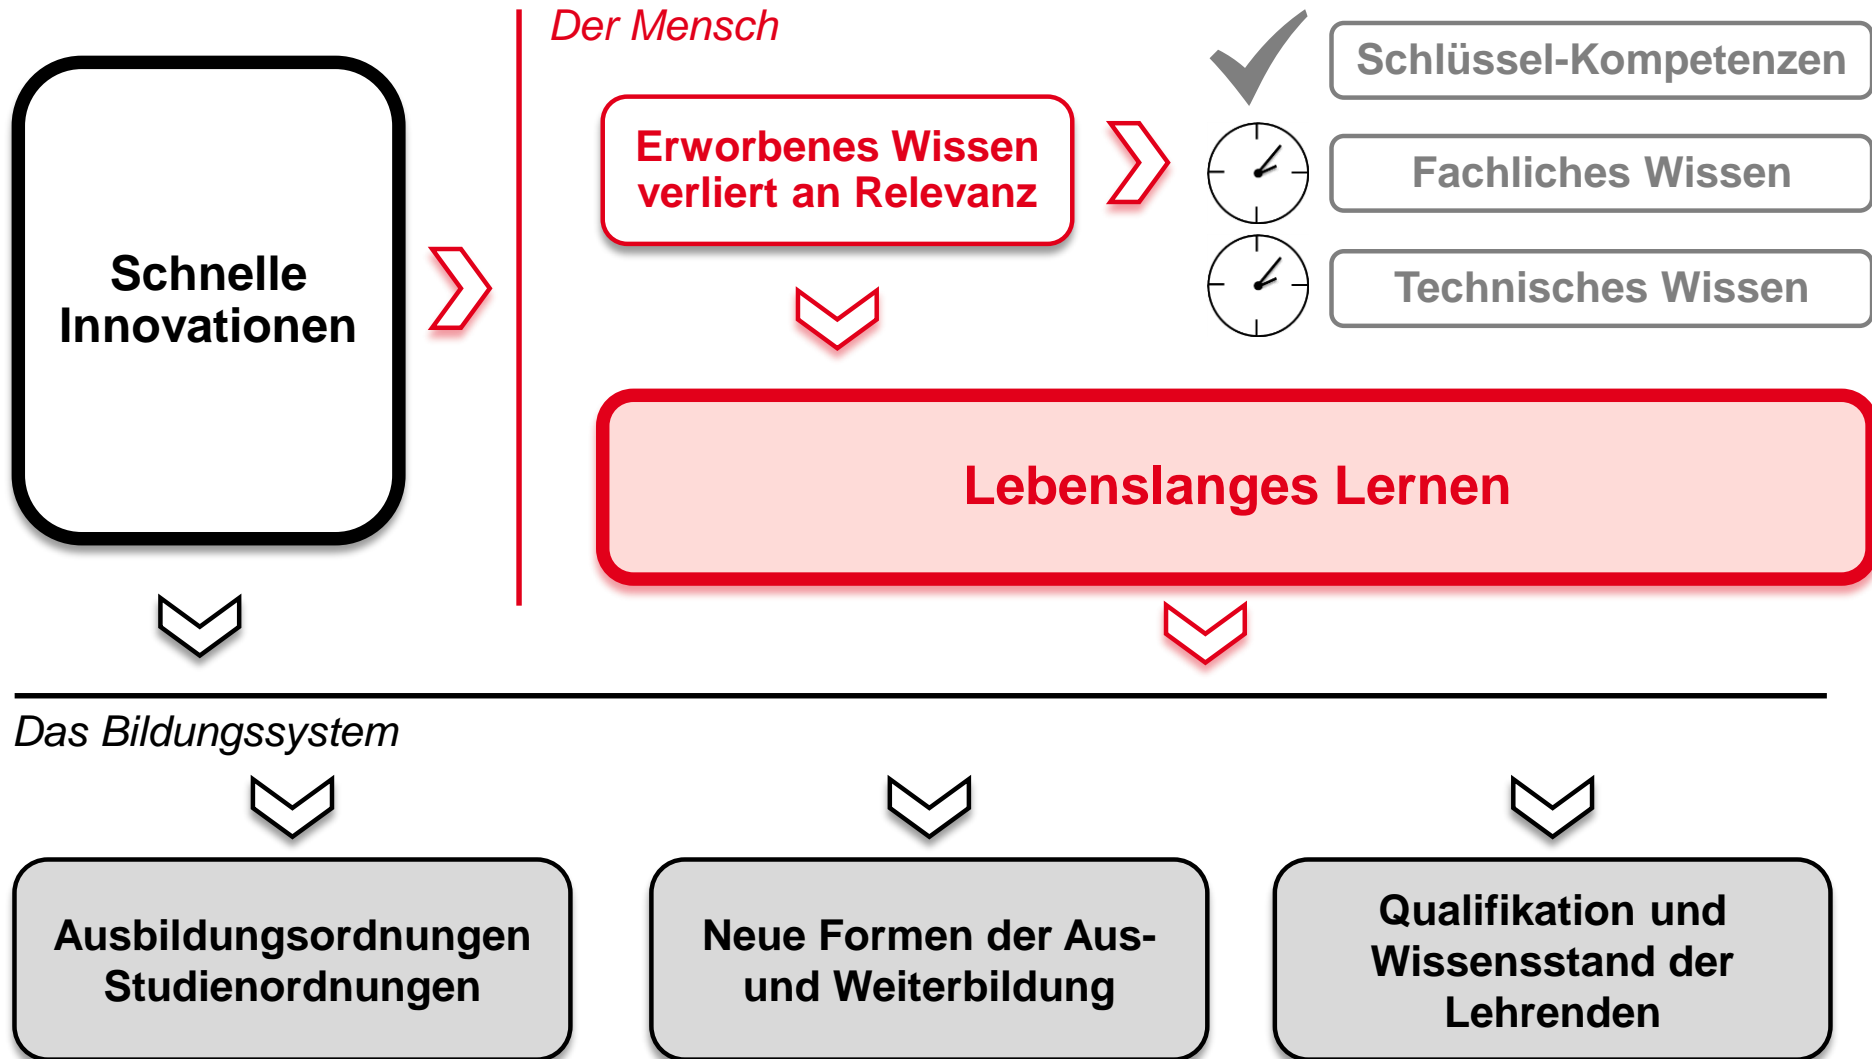 Der Mensch
Schnelle
Innovationen
Erworbenes Wissen
verliert an Relevanz
Schlüssel-Kompetenzen
Fachliches Wissen
Technisches Wissen
Lebenslanges Lernen
Das Bildungssystem
Ausbildungsordnungen
Studienordnungen
Neue Formen der Aus-
und Weiterbildung
Qualifikation und
Wissensstand der
Lehrenden